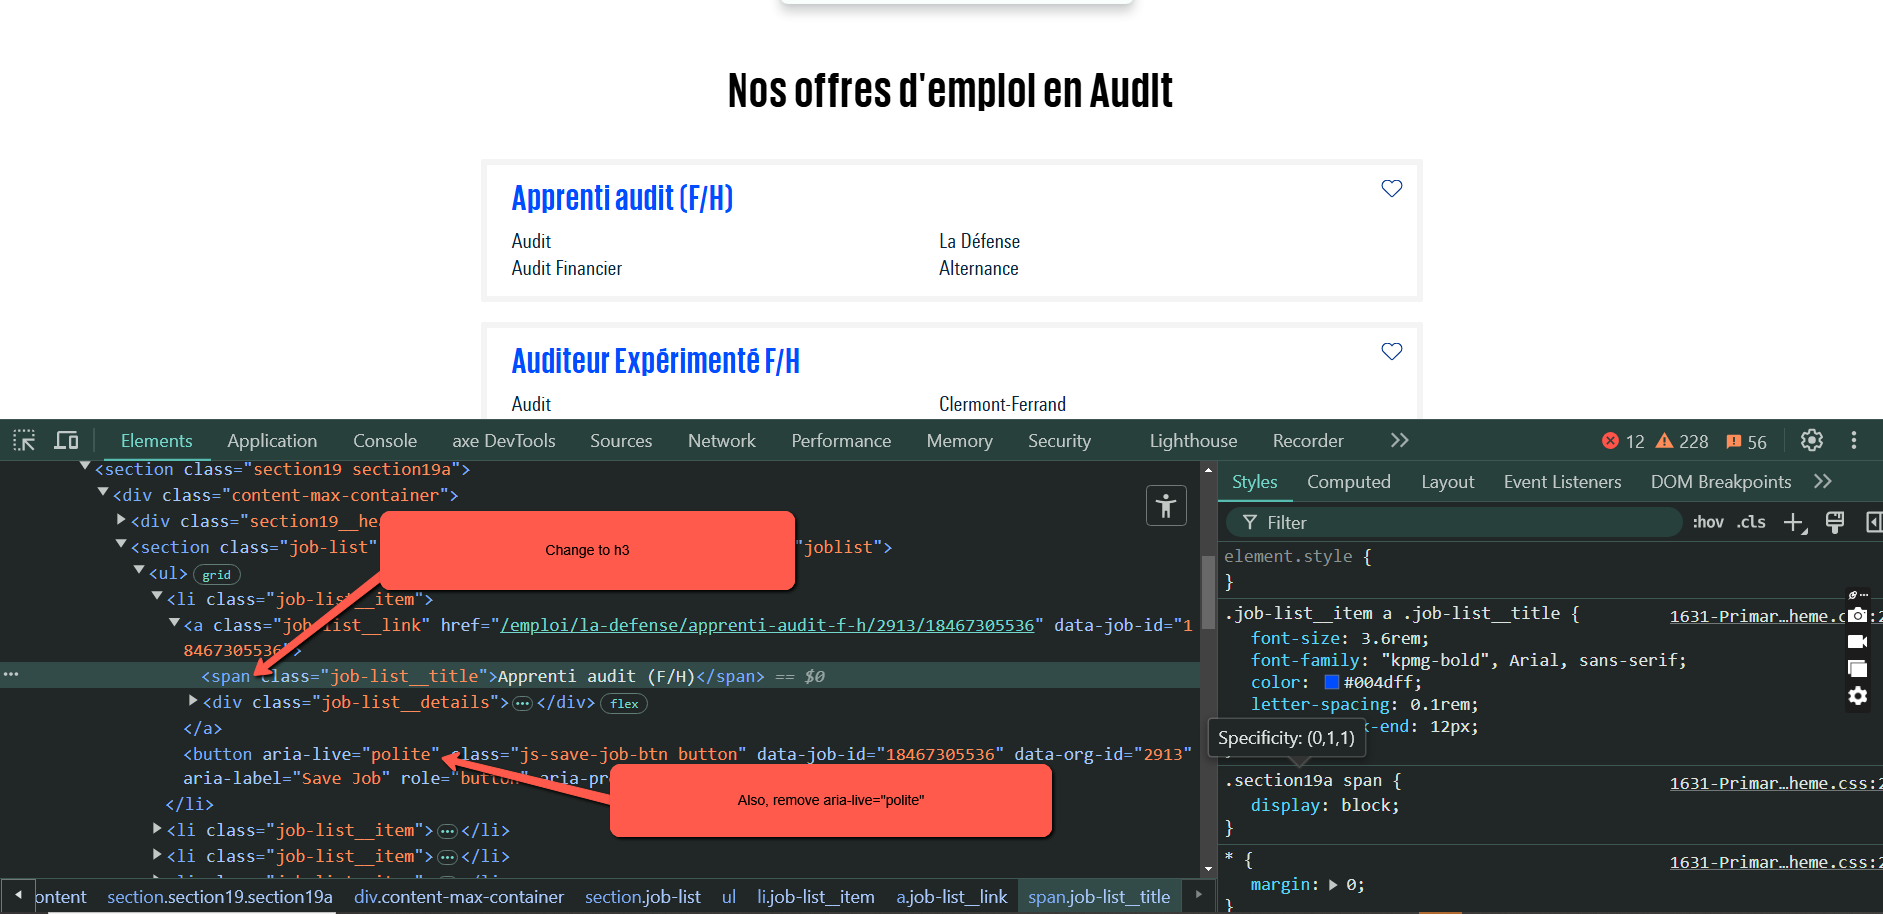 Nos offres d'emploi en Audit
Apprenti audit (F/H)
Audit
La Défense
Audit Financier
Alternance
Auditeur Expérimenté F/H
Audit
Clermont-Ferrand
Elements Application Console axe DevTools Sources Network Performance Memory Security Lighthouse Recorder 12 228 56
<section class="section19 section19a">
<div class="content-max-container">
<div class="section19__he
<section class="job-list" "joblist">
<ul> grid
<li class="job-list__item">
<a class="job-list__link" href="/emploi/la-defense/apprenti-audit-f-h/2913/18467305536" data-job-id="1
8467305536">
<span class="job-list__title">Apprenti audit (F/H)</span> == $0
<div class="job-list__details"> </div> flex
</a>
<button aria-live="polite" class="js-save-job-btn button" data-job-id="18467305536" data-org-id="2913"
aria-label="Save Job" role="button" aria-pr
</li>
<li class="job-list__item"> </li>
<li class="job-list__item"> </li>
Change to h3
Also, remove aria-live="polite"
ontent section.section19.section19a div.content-max-container section.job-list ul li.job-list__item a.job-list__link span.job-list__title
Styles Computed Layout Event Listeners DOM Breakpoints
Filter :hov .cls
element.style {
}
.job-list__item a .job-list__title { 1631-Primar…heme.c :2
font-size: 3.6rem;
font-family: "kpmg-bold", Arial, sans-serif;
color: #004dff;
letter-spacing: 0.1rem;
k-end: 12px;
Specificity: (0,1,1)
.section19a span { 1631-Primar…heme.css:2
display: block;
}
* { 1631-Primar…heme.css:2
margin: 0;
}